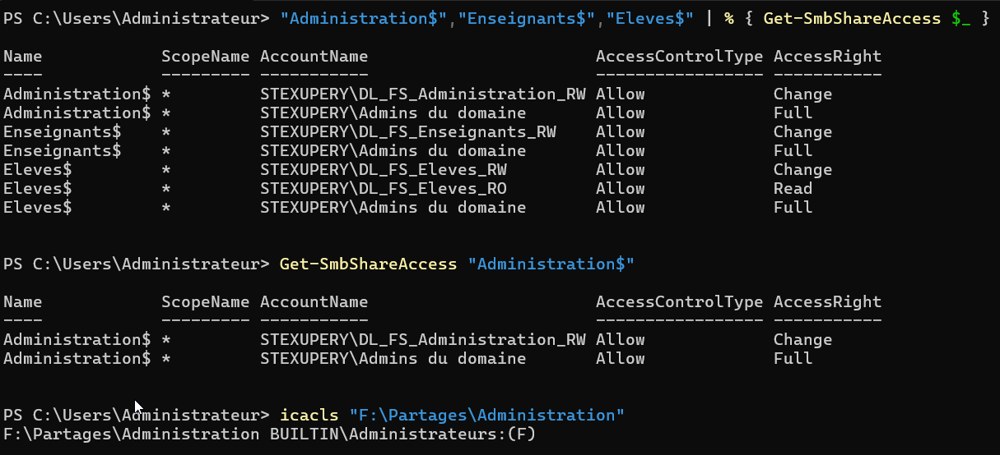 PS C:\Users\Administrateur> "Administration$","Enseignants$","Eleves$" | % { Get-SmbShareAccess $_ }
Name ScopeName AccountName AccessControlType AccessRight
---- --------- ----------- ----------------- -----------
Administration$ * STEXUPERY\DL_FS_Administration_RW Allow Change
Administration$ * STEXUPERY\Admins du domaine Allow Full
Enseignants$ * STEXUPERY\DL_FS_Enseignants_RW Allow Change
Enseignants$ * STEXUPERY\Admins du domaine Allow Full
Eleves$ * STEXUPERY\DL_FS_Eleves_RW Allow Change
Eleves$ * STEXUPERY\DL_FS_Eleves_RO Allow Read
Eleves$ * STEXUPERY\Admins du domaine Allow Full
PS C:\Users\Administrateur> Get-SmbShareAccess "Administration$"
Name ScopeName AccountName AccessControlType AccessRight
---- --------- ----------- ----------------- -----------
Administration$ * STEXUPERY\DL_FS_Administration_RW Allow Change
Administration$ * STEXUPERY\Admins du domaine Allow Full
PS C:\Users\Administrateur> icacls "F:\Partages\Administration"
F:\Partages\Administration BUILTIN\Administrateurs:(F)